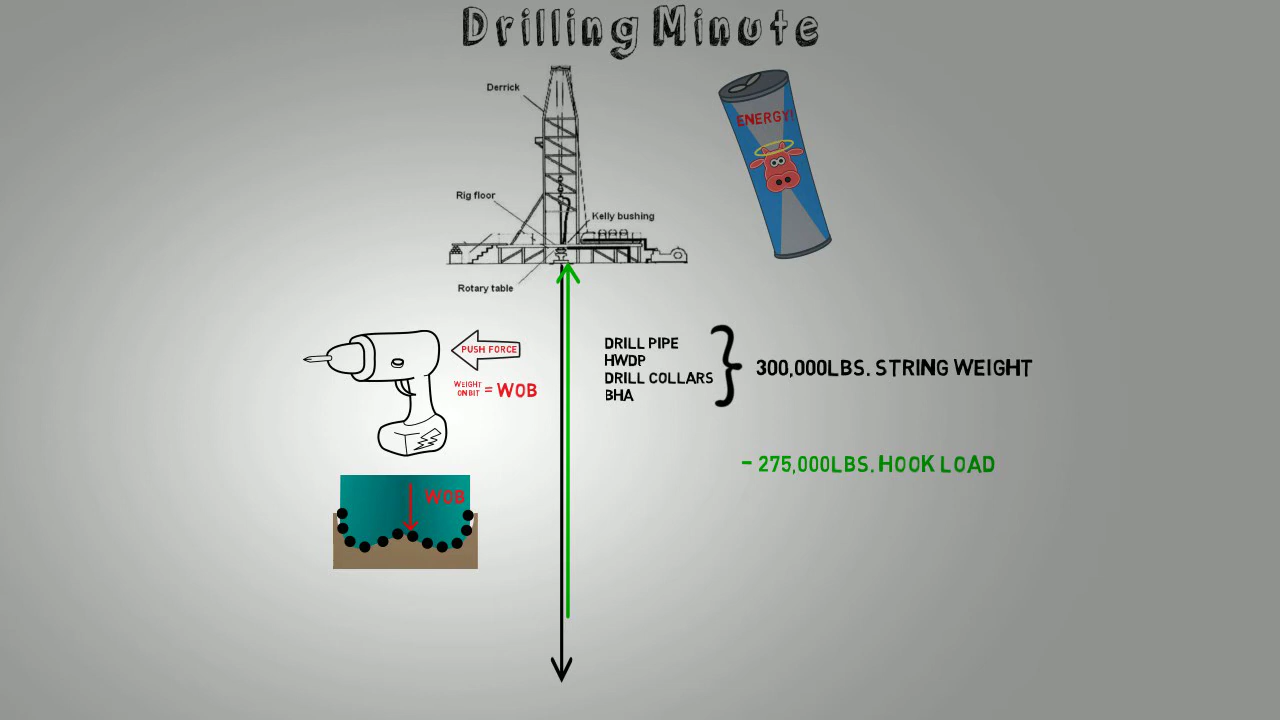 Drilling Minute
Derrick
ENERGY!
Rig floor
Kelly bushing
Rotary table
PUSH FORCE
WEIGHT
ON BIT = WOB
DRILL PIPE
HWDP
DRILL COLLARS
BHA
300,000LBS. STRING WEIGHT
- 275,000LBS. HOOK LOAD
WOB